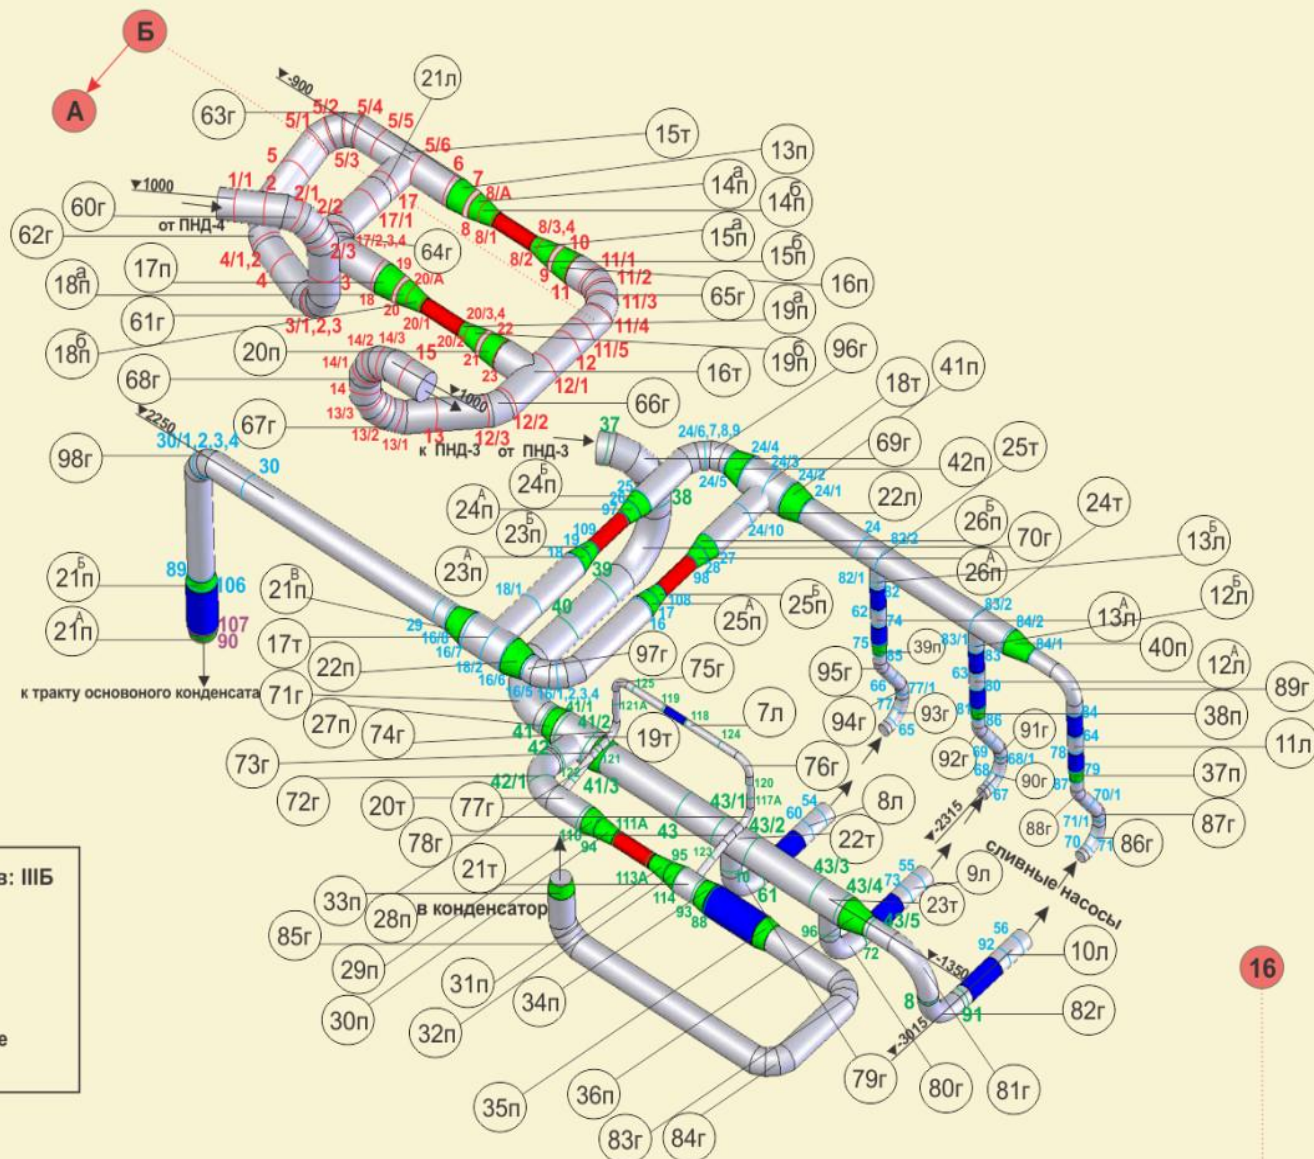 Б
А
-900
21л
63г
5/1
5/2
5/4
5/5
5/6
15т
13п
5
5/3
6
7
8/А
14п а
14п б
1000
1/1
2
2/1
2/2
17
17/1
8
8/1
8/3,4
10
15п а
15п б
60г
от ПНД-4
62г
17/2,3,4
64г
2/3
8/2
9
11
11/1
11/2
11/3
16п
65г
4/1,2
4
3
17п
18п а
19
20/А
18
20
20/1
20/3,4
22
11/4
11/5
19п а
19п б
61г
3/1,2,3
18п б
20п
14/2
14/3
15
14/1
20/2
21
23
12
12/1
16т
96г
18т
41п
68г
14
13/3
13/2
13/1
13
1000
12/3
12/2
66г
67г
к ПНД-3
от ПНД-3
37
24/6,7,8,9
24/4
24/3
24/2
24/1
24/5
69г
42п
25т
2250
30/1,2,3,4
98г
30
24п Б
24п А
25
26
97
38
22л
24т
23п Б
109
19
18
24/10
26п Б
70г
24
82/2
13л Б
23п А
39
27
28
98
26п А
82/1
82
12л Б
21п Б
89
106
21п В
18/1
40
108
17
16
25п А
25п Б
62
74
83/2
13л А
84/2
84/1
40п
21п А
107
90
29
17т
16/8
16/7
18/2
16/6
16/5
16/1,2,3,4
97г
75г
75
85
39п
83/1
83
63
80
12л А
89г
к тракту основоного конденсата
22п
71г
27п
74г
125
121А
119
118
7л
95г
66
77/1
77
65
93г
94г
81
86
84
64
78
79
38п
11л
41/1
41/2
41
42
19т
121
122
41/3
124
120
117А
76г
91г
92г
69
68/1
68
67
90г
87
37п
73г
72г
42/1
20т
77г
78г
111А
110
94
43
43/1
43/2
54
60
8л
-2315
88г
70/1
71/1
70
71
87г
86г
21т
95
113А
114
93
88
123
22т
10
61
43/3
43/4
43/5
55
73
9л
сливные насосы
33п
28п
в конденсатор
85г
29п
30п
31п
32п
34п
96
72
23т
-1350
56
92
10л
8
91
82г
-3015
35п
36п
79г
80г
81г
83г
84г
16
в: IIIБ
е